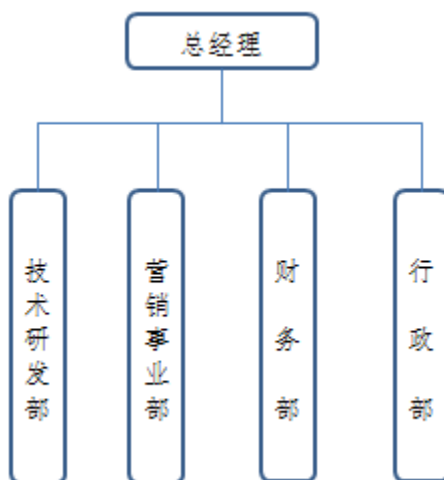 总经理
技术研发部
营销事业部
财务部
行政部